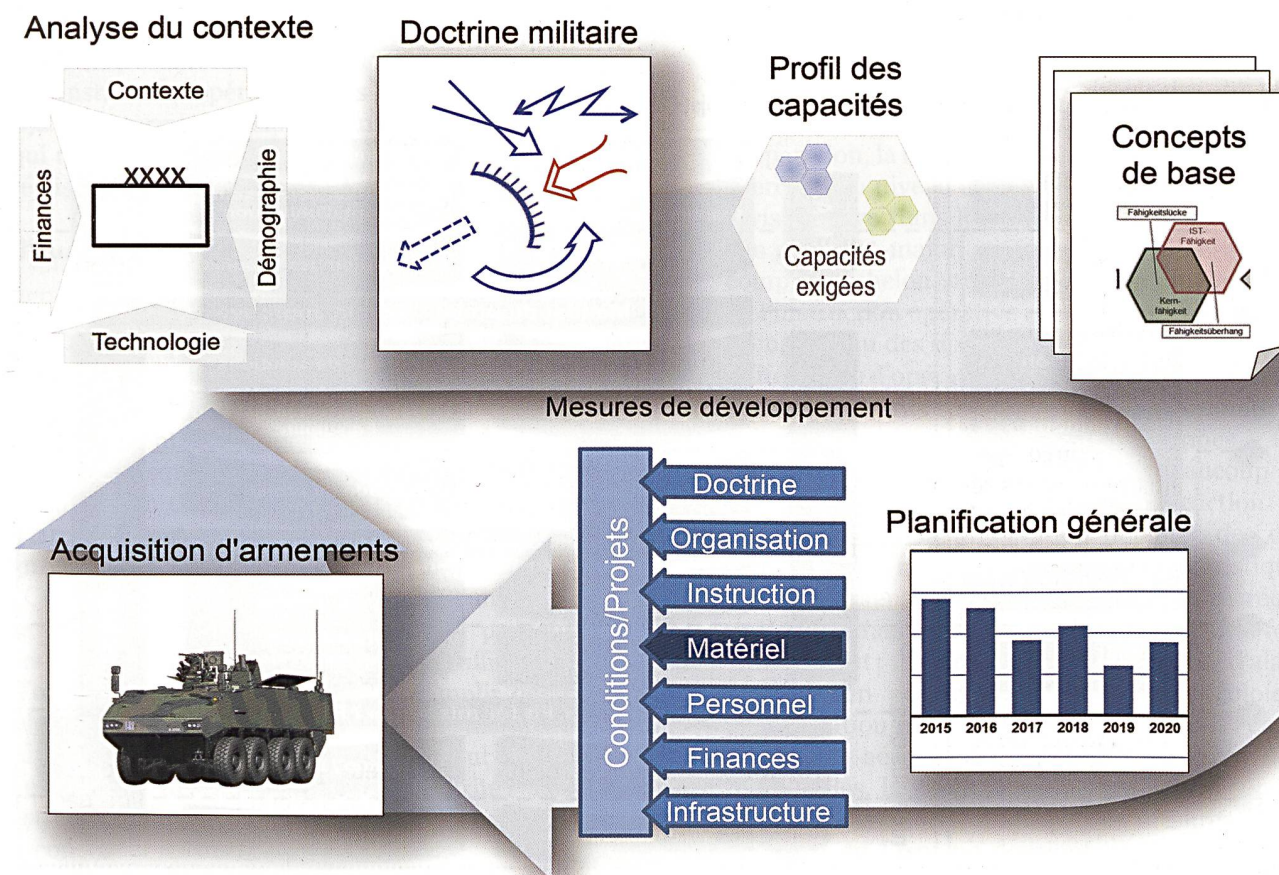 Analyse du contexte
Contexte
Finances
XXXX
Démographie
Technologie
Doctrine militaire
Profil des
capacités
Capacités
exigées
Concepts
de base
Fähigkeitslücke
IST-
Fähigkeit
Kern-
fähigkeit
Fähigkeitsüberhang
Mesures de développement
Conditions/Projets
Doctrine
Organisation
Instruction
Matériel
Personnel
Finances
Infrastructure
Planification générale
2015 2016 2017 2018 2019 2020
Acquisition d'armements